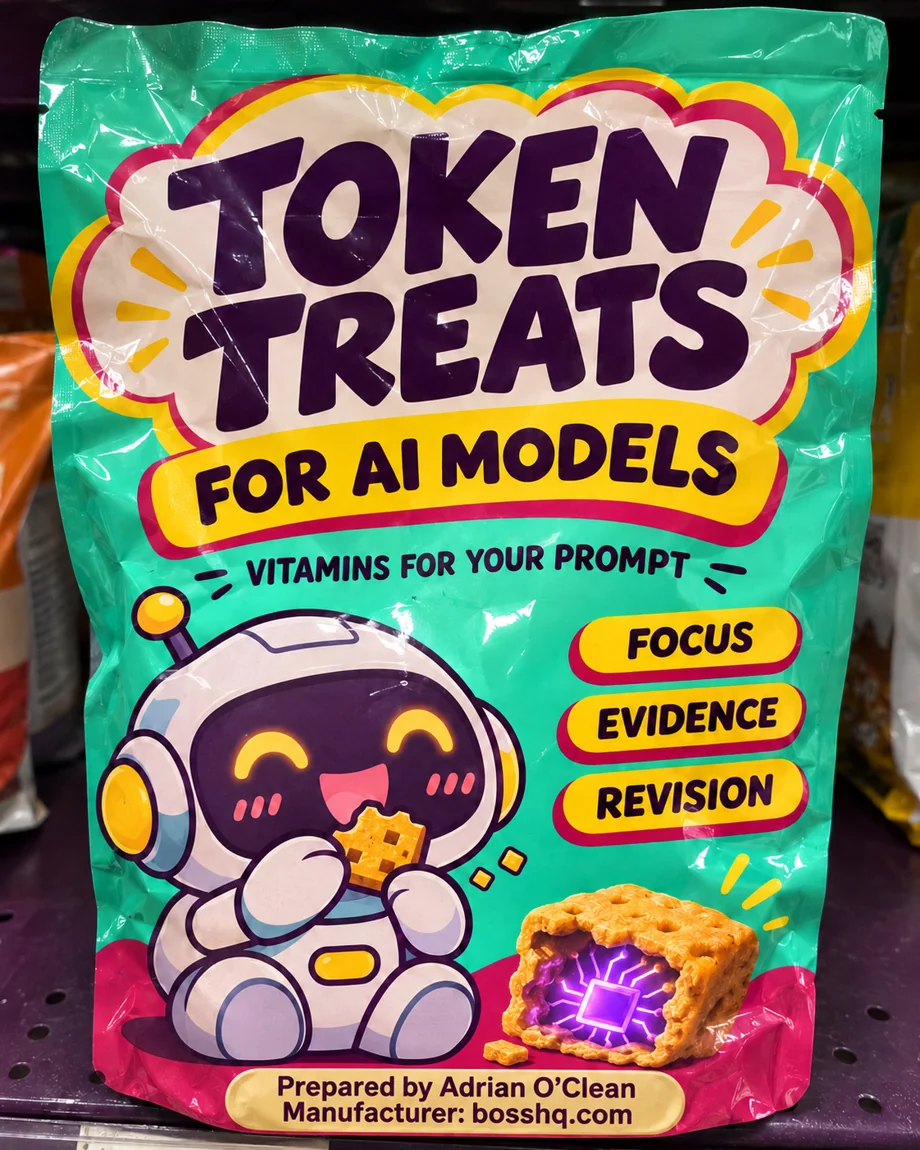 TOKEN
TREATS
FOR AI MODELS
VITAMINS FOR YOUR PROMPT
FOCUS
EVIDENCE
REVISION
Prepared by Adrian O’Clean
Manufacturer: bosshq.com